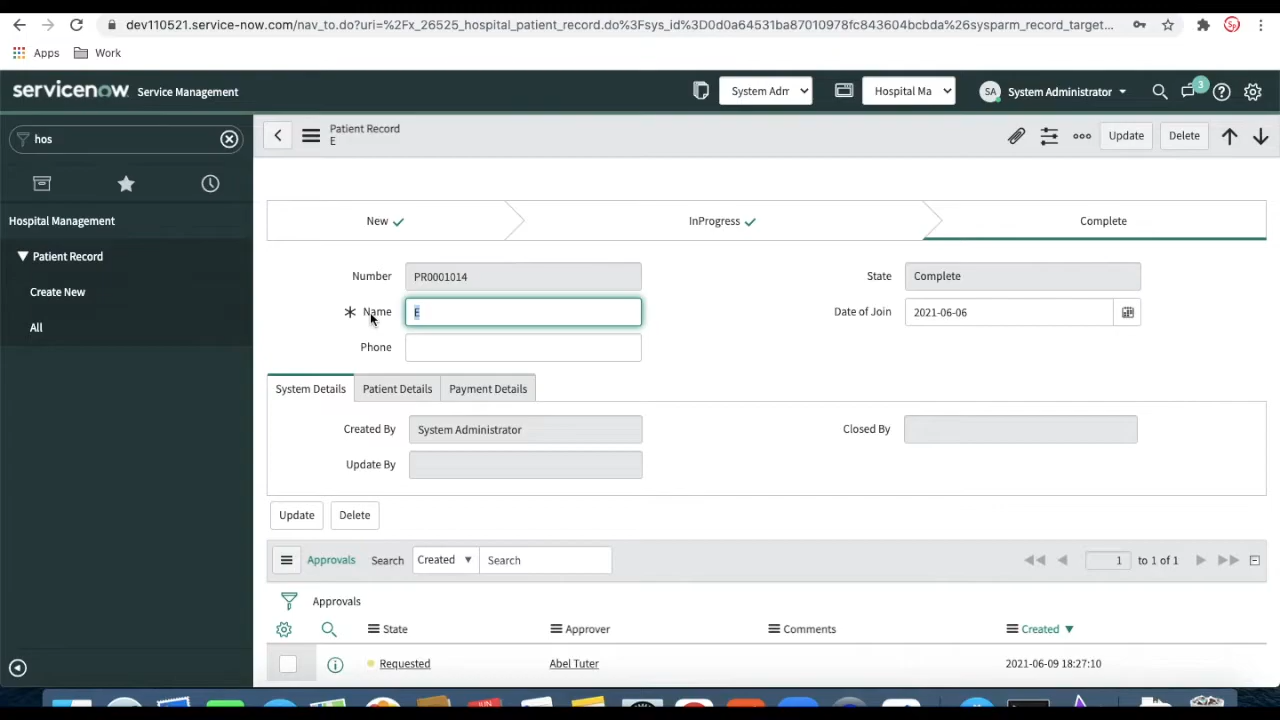 dev110521.service-now.com/nav_to.do?uri=%2Fx_26525_hospital_patient_record.do%3Fsys_id%3D0d0a64531ba87010978fc843604bcbda%26sysparm_record_target...
Sp
Apps Work
servicenow Service Management
System Adr
Hospital Ma
SA System Administrator
3
hos
Patient Record
E
Update Delete
Hospital Management
Patient Record
Create New
All
New InProgress Complete
Number PR0001014 State Complete
Name E Date of Join 2021-06-06
Phone
System Details Patient Details Payment Details
Created By System Administrator Closed By
Update By
Update Delete
Approvals Search Created Search 1 to 1 of 1
Approvals
State Approver Comments Created
Requested Abel Tuter 2021-06-09 18:27:10
JUN